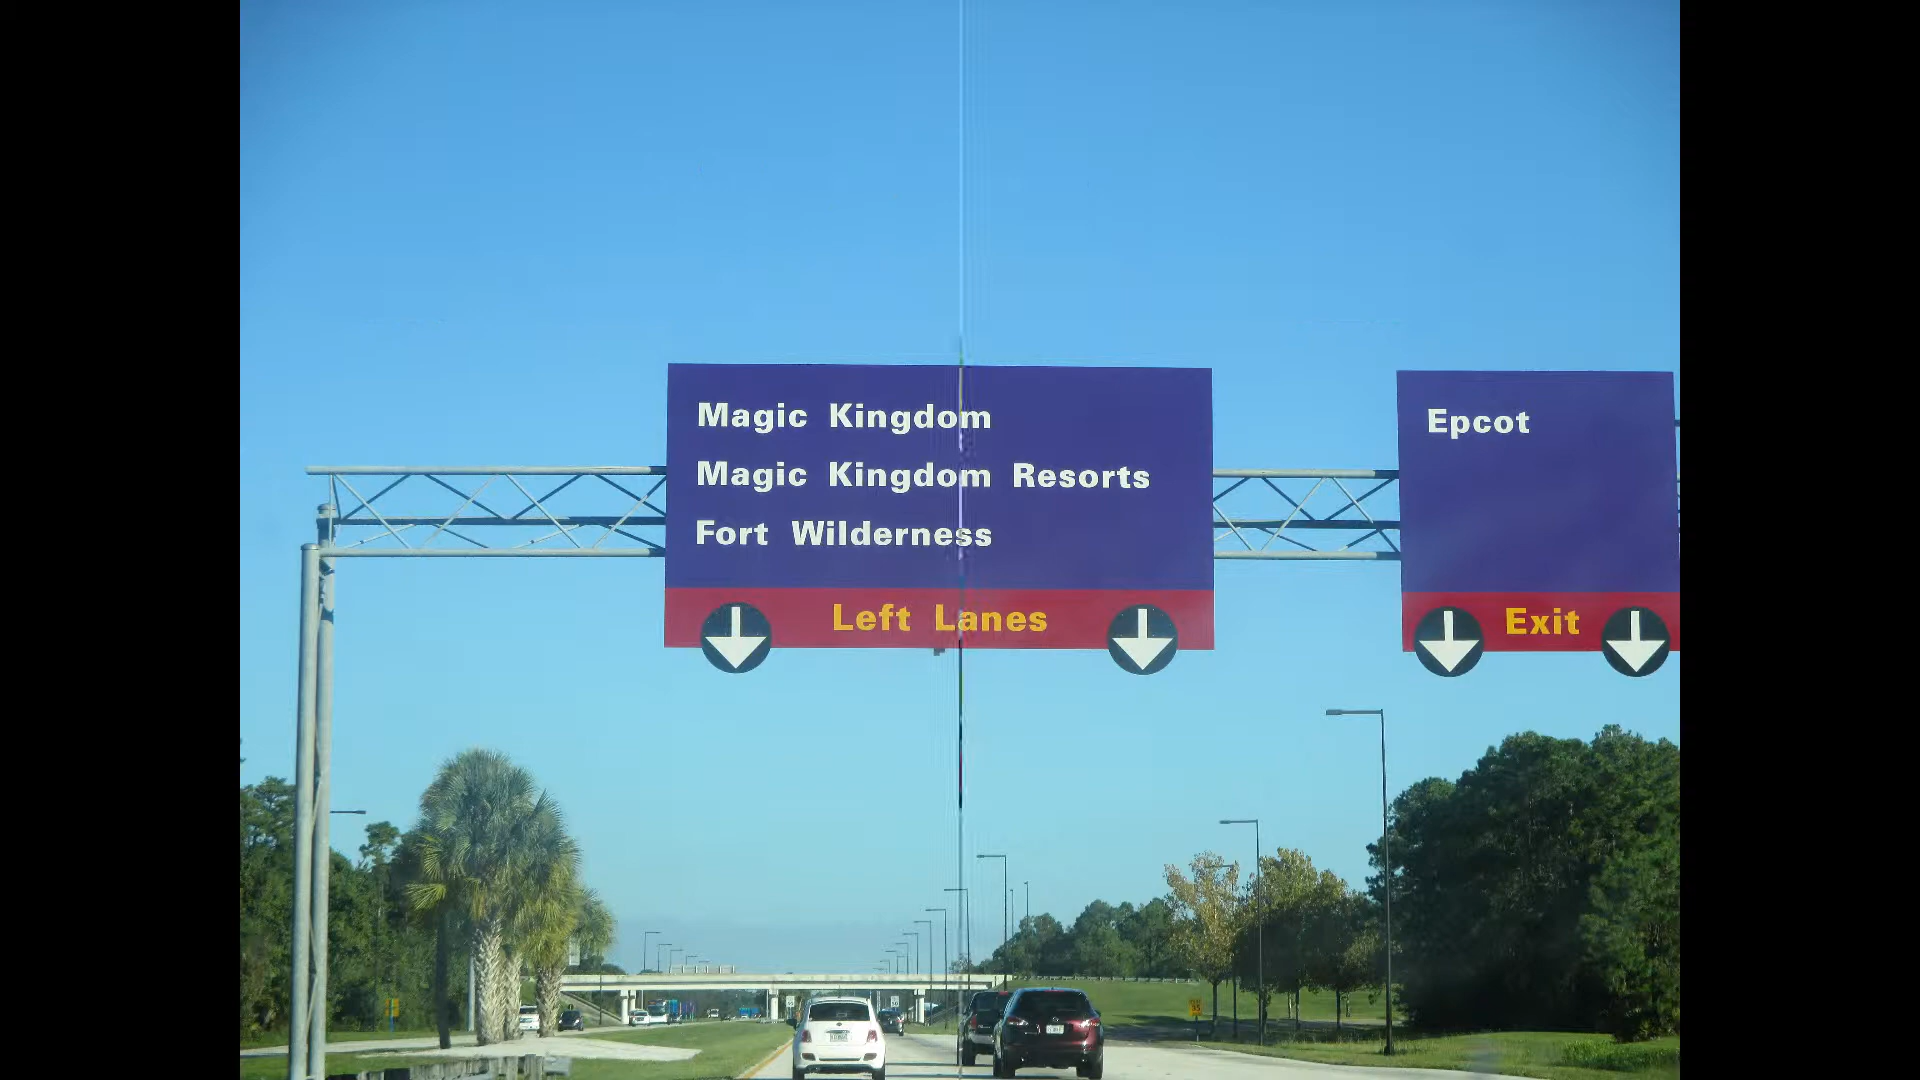 Magic Kingdom
Magic Kingdom Resorts
Fort Wilderness
Left Lanes
Epcot
Exit